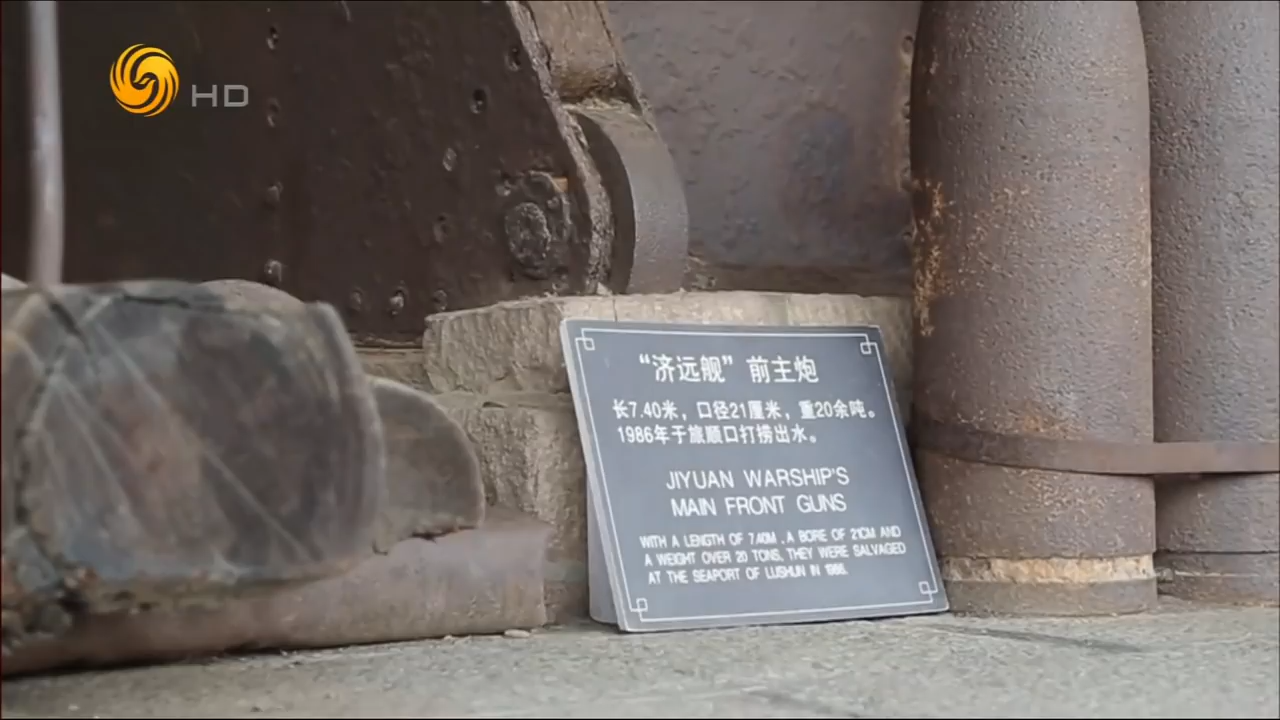 HD
“济远舰”前主炮
长7.40米，口径21厘米，重20余吨。
1986年于旅顺口打捞出水。
JIYUAN WARSHIP'S
MAIN FRONT GUNS
WITH A LENGTH OF 7.40M , A BORE OF 21CM AND
A WEIGHT OVER 20 TONS, THEY WERE SALVAGED
AT THE SEAPORT OF LUSHUN IN 1986.